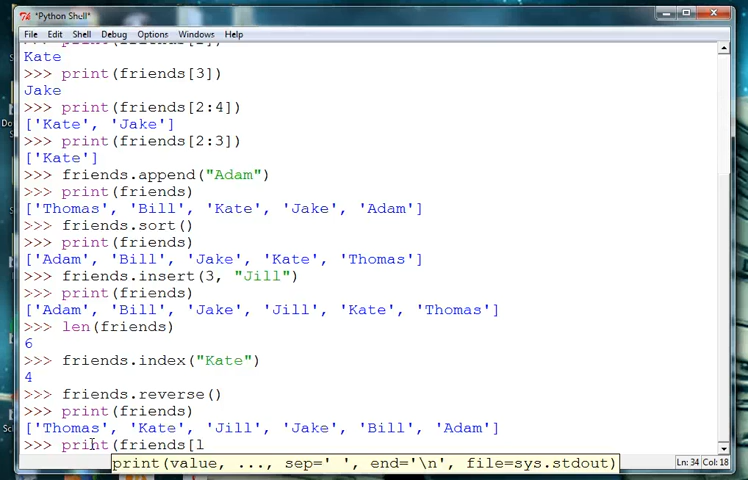 *Python Shell*
File Edit Shell Debug Options Windows Help
Kate
>>> print(friends[3])
Jake
>>> print(friends[2:4])
['Kate', 'Jake']
>>> print(friends[2:3])
['Kate']
>>> friends.append("Adam")
>>> print(friends)
['Thomas', 'Bill', 'Kate', 'Jake', 'Adam']
>>> friends.sort()
>>> print(friends)
['Adam', 'Bill', 'Jake', 'Kate', 'Thomas']
>>> friends.insert(3, "Jill")
>>> print(friends)
['Adam', 'Bill', 'Jake', 'Jill', 'Kate', 'Thomas']
>>> len(friends)
6
>>> friends.index("Kate")
4
>>> friends.reverse()
>>> print(friends)
['Thomas', 'Kate', 'Jill', 'Jake', 'Bill', 'Adam']
>>> print(friends[l
print(value, ..., sep=' ', end='\n', file=sys.stdout)
Ln: 34 Col: 18